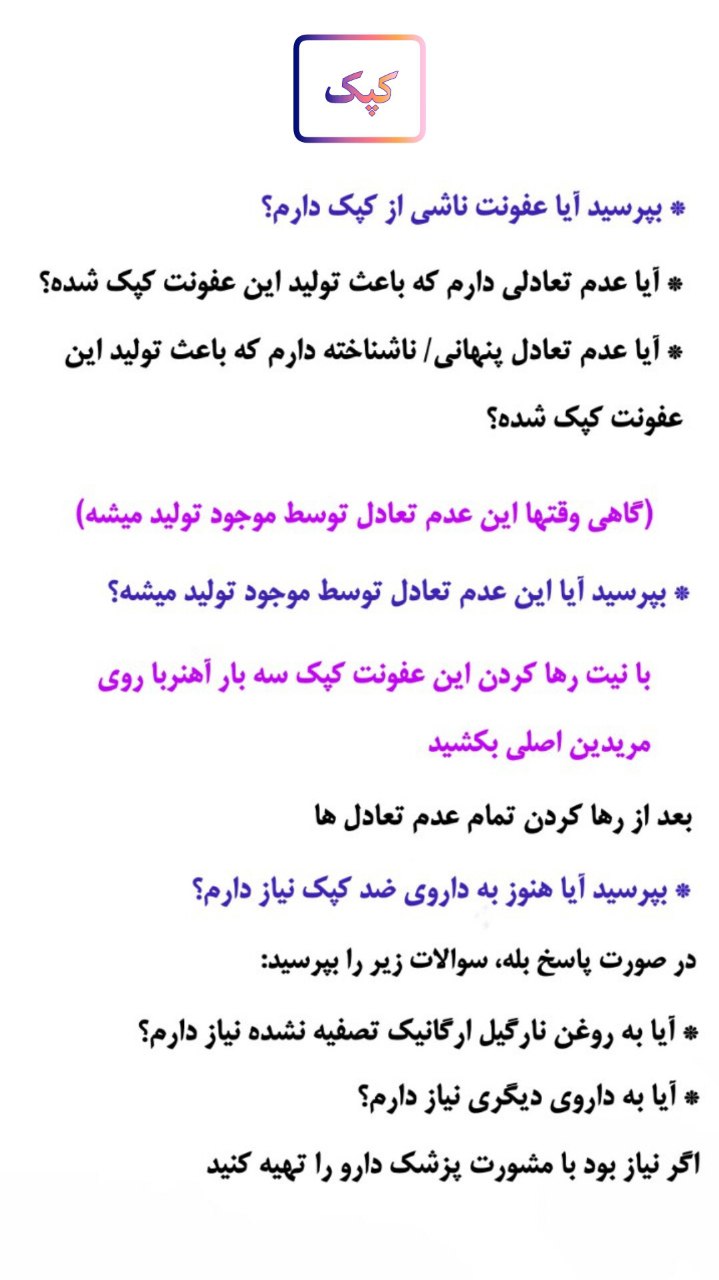 کپک
* بپرسید آیا عفونت ناشی از کپک دارم؟
* آیا عدم تعادلی دارم که باعث تولید این عفونت کپک شده؟
* آیا عدم تعادل پنهانی/ ناشناخته دارم که باعث تولید این
عفونت کپک شده؟
(گاهی وقتها این عدم تعادل توسط موجود تولید میشه)
* بپرسید آیا این عدم تعادل توسط موجود تولید میشه؟
با نیت رها کردن این عفونت کپک سه بار آهنربا روی
مریدین اصلی بکشید
بعد از رها کردن تمام عدم تعادل ها
* بپرسید آیا هنوز به داروی ضد کپک نیاز دارم؟
در صورت پاسخ بله، سوالات زیر را بپرسید:
* آیا به روغن نارگیل ارگانیک تصفیه نشده نیاز دارم؟
* آیا به داروی دیگری نیاز دارم؟
اگر نیاز بود با مشورت پزشک دارو را تهیه کنید